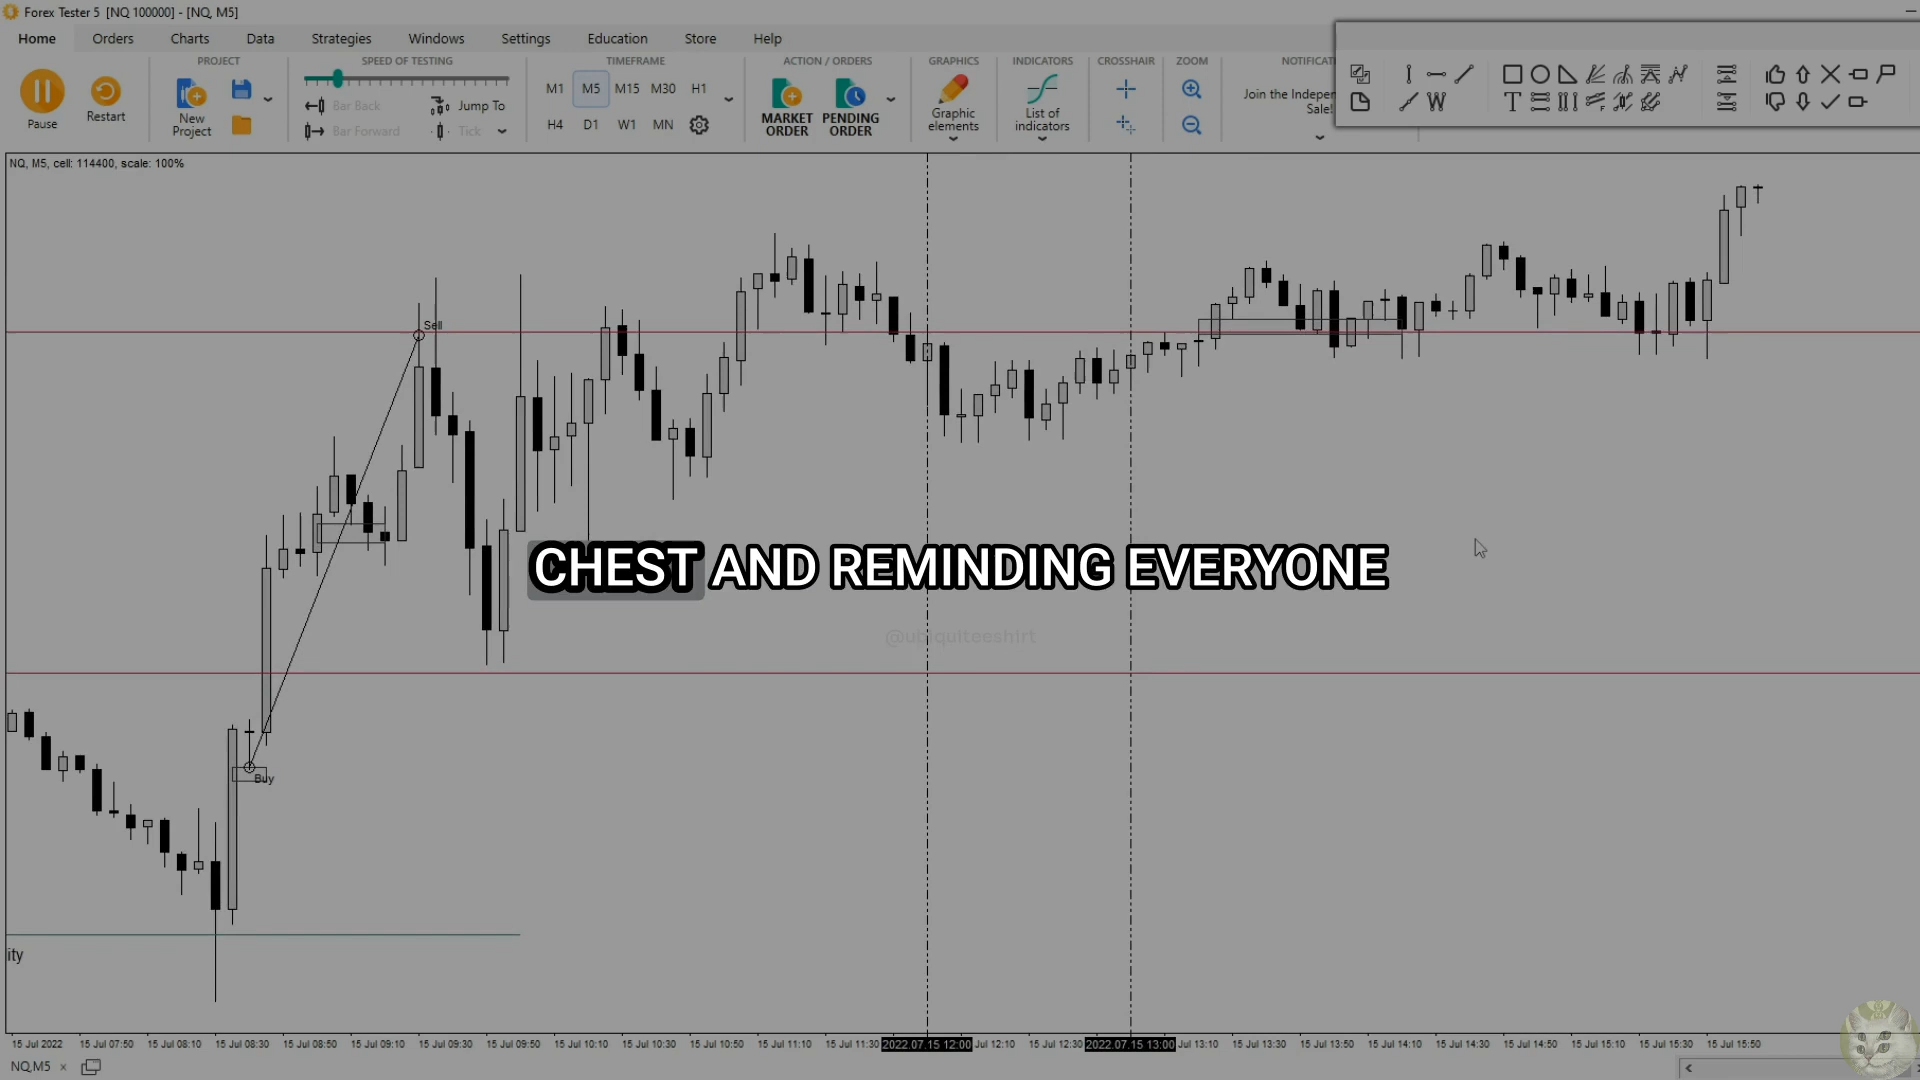 Forex Tester 5 [NQ 100000] - [NQ, M5]
Home Orders Charts Data Strategies Windows Settings Education Store Help
PROJECT SPEED OF TESTING TIMEFRAME ACTION / ORDERS GRAPHICS INDICATORS CROSSHAIR ZOOM
Pause
Restart
New Project
Bar Back
Jump To
Bar Forward
Tick
M1 M5 M15 M30 H1
H4 D1 W1 MN
MARKET ORDER
PENDING ORDER
Graphic elements
List of indicators
Join the
Sale!
NQ, M5, cell: 114400, scale: 100%
Sell
CHEST AND REMINDING EVERYONE
@ubiquiteeshirt
Buy
ity
15 Jul 2022 15 Jul 07:50 15 Jul 08:10 15 Jul 08:30 15 Jul 08:50 15 Jul 09:10 15 Jul 09:30 15 Jul 09:50 15 Jul 10:10 15 Jul 10:30 15 Jul 10:50 15 Jul 11:10 15 Jul 11:30 2022.07.15 12:00 Jul 12:10 15 Jul 12:30 2022.07.15 13:00 Jul 13:10 15 Jul 13:30 15 Jul 13:50 15 Jul 14:10 15 Jul 14:30 15 Jul 14:50 15 Jul 15:10 15 Jul 15:30 15 Jul 15:50
NQ,M5